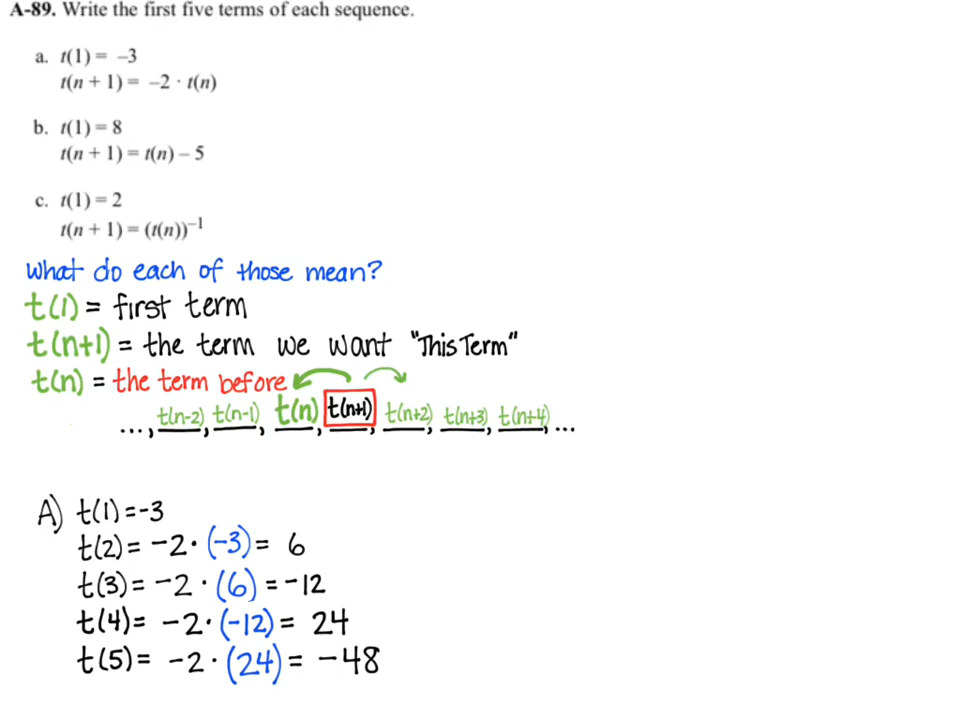 A-89. Write the first five terms of each sequence.
a. t(1) = –3
t(n + 1) = –2 · t(n)
b. t(1) = 8
t(n + 1) = t(n) – 5
c. t(1) = 2
t(n + 1) = (t(n))⁻¹
What do each of those mean?
t(1) = first term
t(n+1) = the term we want "This Term"
t(n) = the term before
..., t(n-2), t(n-1), t(n), t(n+1), t(n+2), t(n+3), t(n+4), ...
A) t(1) = -3
t(2) = -2 · (-3) = 6
t(3) = -2 · (6) = -12
t(4) = -2 · (-12) = 24
t(5) = -2 · (24) = -48